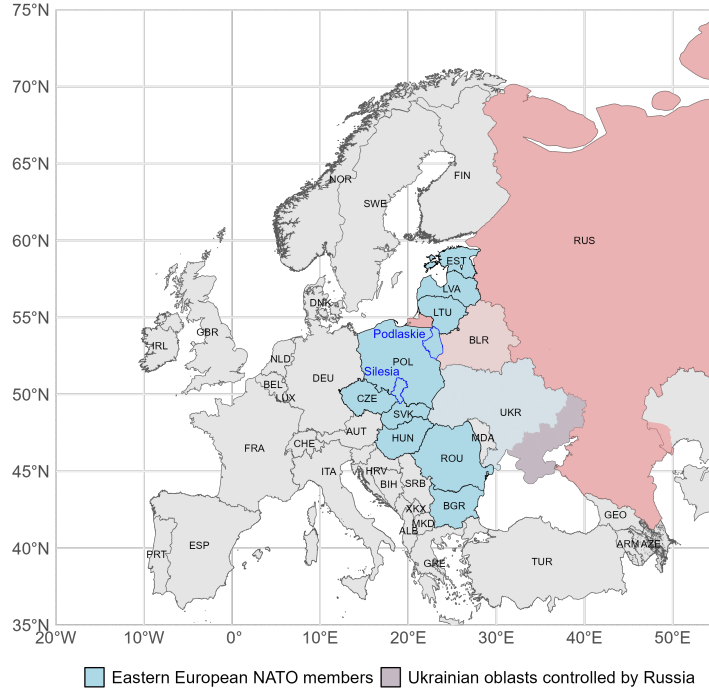 75°N
70°N
65°N
60°N
55°N
50°N
45°N
40°N
35°N
NOR
FIN
SWE
RUS
EST
LVA
LTU
DNK
Podlaskie
BLR
IRL
GBR
NLD
POL
Silesia
DEU
BEL
LUX
CZE
SVK
UKR
AUT
HUN
MDA
CHE
FRA
ROU
ITA
HRV
BIH
SRB
BGR
XKX
MKD
ALB
GEO
ARM
AZE
PRT
ESP
GRE
TUR
20°W
10°W
0°
10°E
20°E
30°E
40°E
50°E
Eastern European NATO members
Ukrainian oblasts controlled by Russia